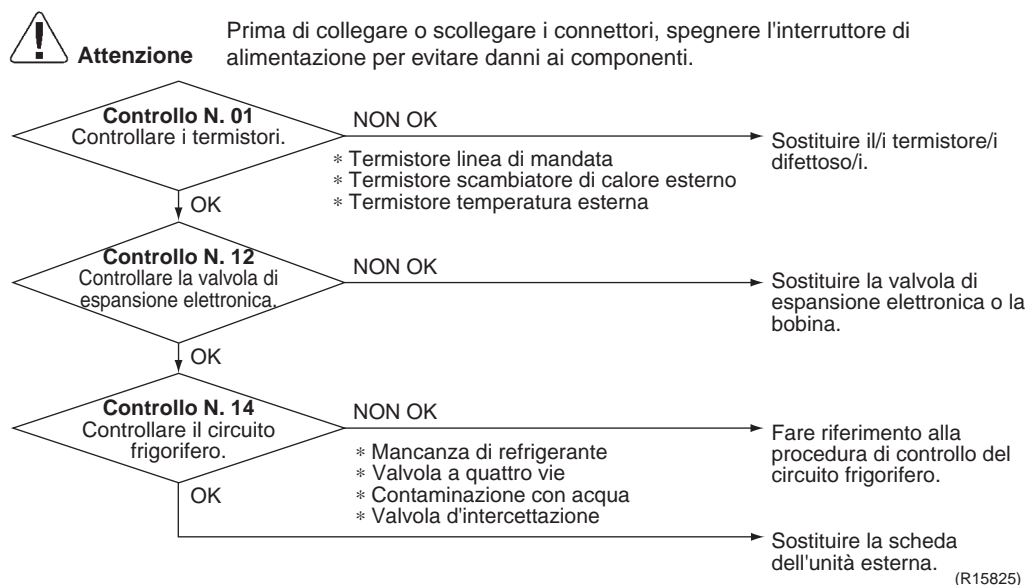 Attenzione
Prima di collegare o scollegare i connettori, spegnere l'interruttore di
alimentazione per evitare danni ai componenti.
Controllo N. 01
Controllare i termistori.
NON OK
∗ Termistore linea di mandata
∗ Termistore scambiatore di calore esterno
∗ Termistore temperatura esterna
Sostituire il/i termistore/i
difettoso/i.
OK
Controllo N. 12
Controllare la valvola di
espansione elettronica.
NON OK
Sostituire la valvola di
espansione elettronica o la
bobina.
OK
Controllo N. 14
Controllare il circuito
frigorifero.
NON OK
∗ Mancanza di refrigerante
∗ Valvola a quattro vie
∗ Contaminazione con acqua
∗ Valvola d'intercettazione
Fare riferimento alla
procedura di controllo del
circuito frigorifero.
OK
Sostituire la scheda
dell'unità esterna.
(R15825)